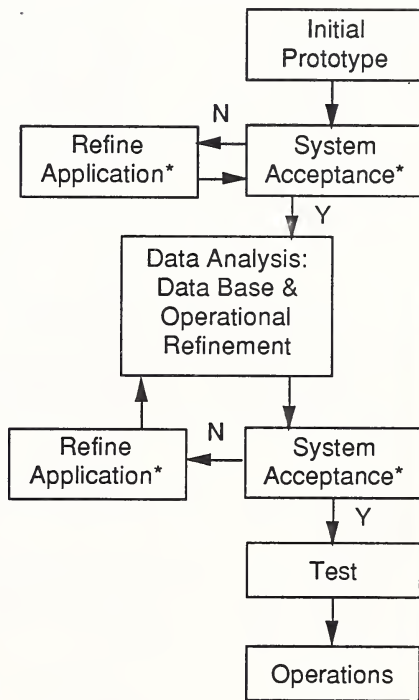 Initial
Prototype
N
Refine
Application*
System
Acceptance*
Y
Data Analysis:
Data Base &
Operational
Refinement
N
Refine
Application*
System
Acceptance*
Y
Test
Operations